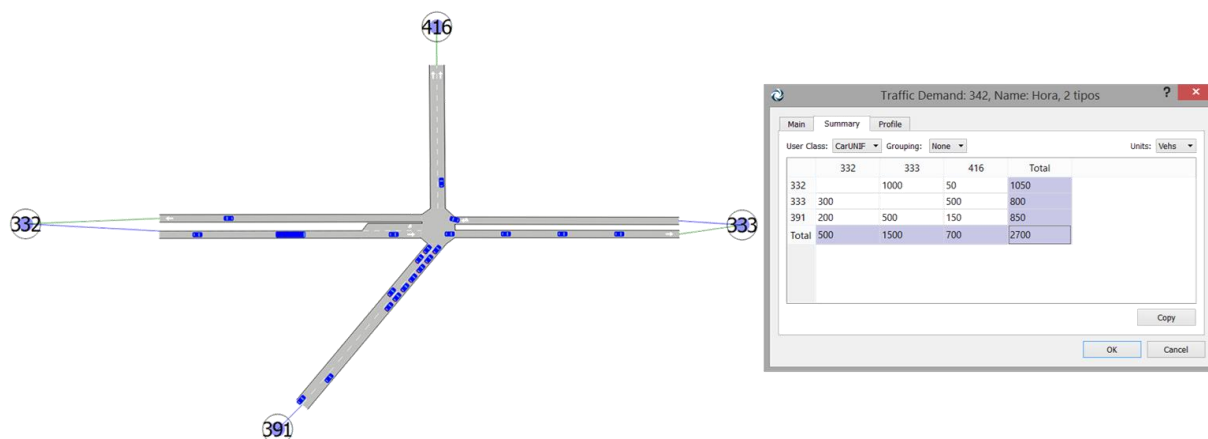 416
332
333
391
Traffic Demand: 342, Name: Hora, 2 tipos ?
Main Summary Profile
User Class: CarUNIF Grouping: None Units: Vehs
332 333 416 Total
332 1000 50 1050
333 300 500 800
391 200 500 150 850
Total 500 1500 700 2700
Copy
OK Cancel